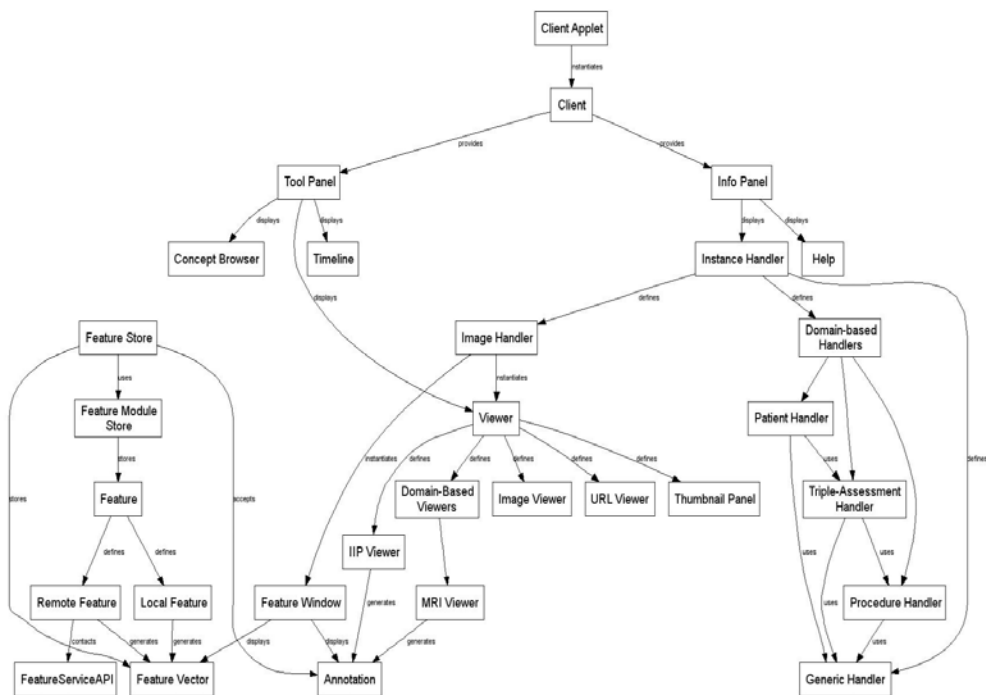 Client Applet
instantiates
Client
provides
provides
Tool Panel
Info Panel
displays
displays
displays
displays
Concept Browser
Timeline
Instance Handler
Help
displays
defines
defines
Feature Store
Image Handler
Domain-based
Handlers
uses
instantiates
Feature Module
Store
Viewer
Patient Handler
stores
stores
accepts
instantiates
defines
defines
defines
defines
defines
uses
defines
Feature
Domain-Based
Viewers
Image Viewer
URL Viewer
Thumbnail Panel
Triple-Assessment
Handler
defines
defines
IIP Viewer
uses
uses
Remote Feature
Local Feature
Feature Window
generates
MRI Viewer
uses
Procedure Handler
contacts
generates
generates
displays
displays
generates
uses
FeatureServiceAPI
Feature Vector
Annotation
Generic Handler